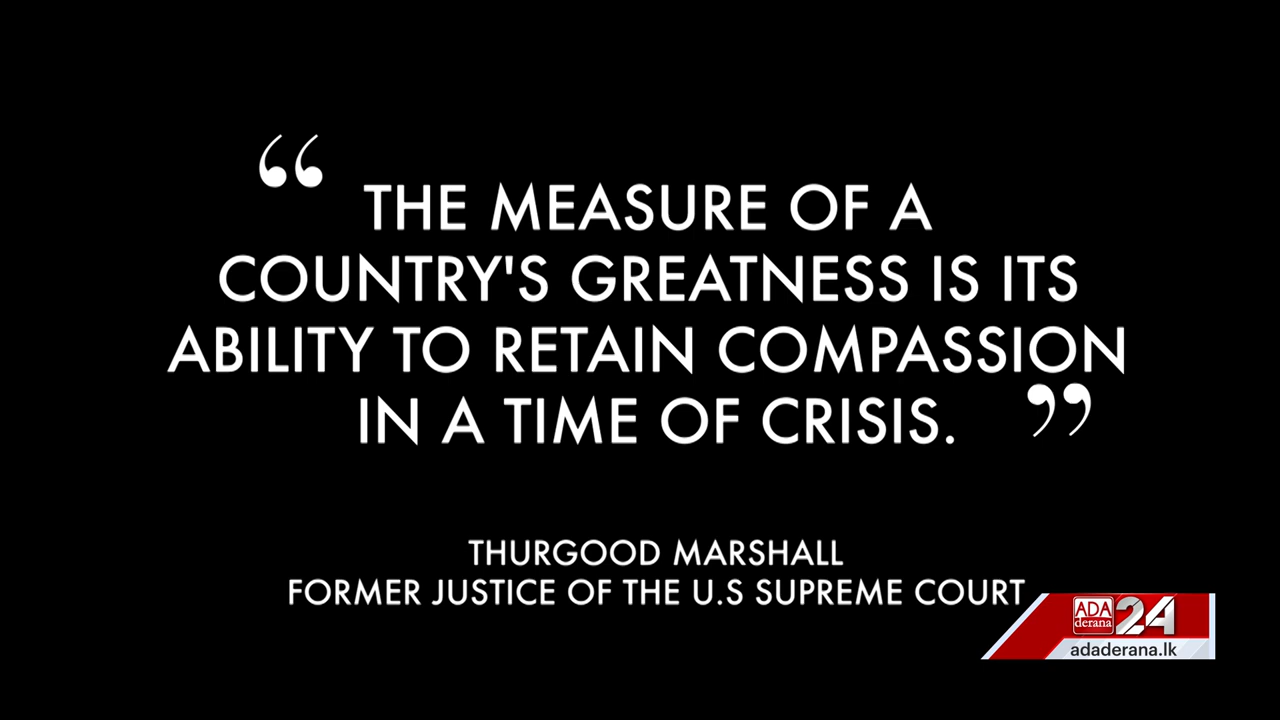 “ THE MEASURE OF A
COUNTRY'S GREATNESS IS ITS
ABILITY TO RETAIN COMPASSION
IN A TIME OF CRISIS. ”
THURGOOD MARSHALL
FORMER JUSTICE OF THE U.S SUPREME COURT
ADA
derana 24
adaderana.lk